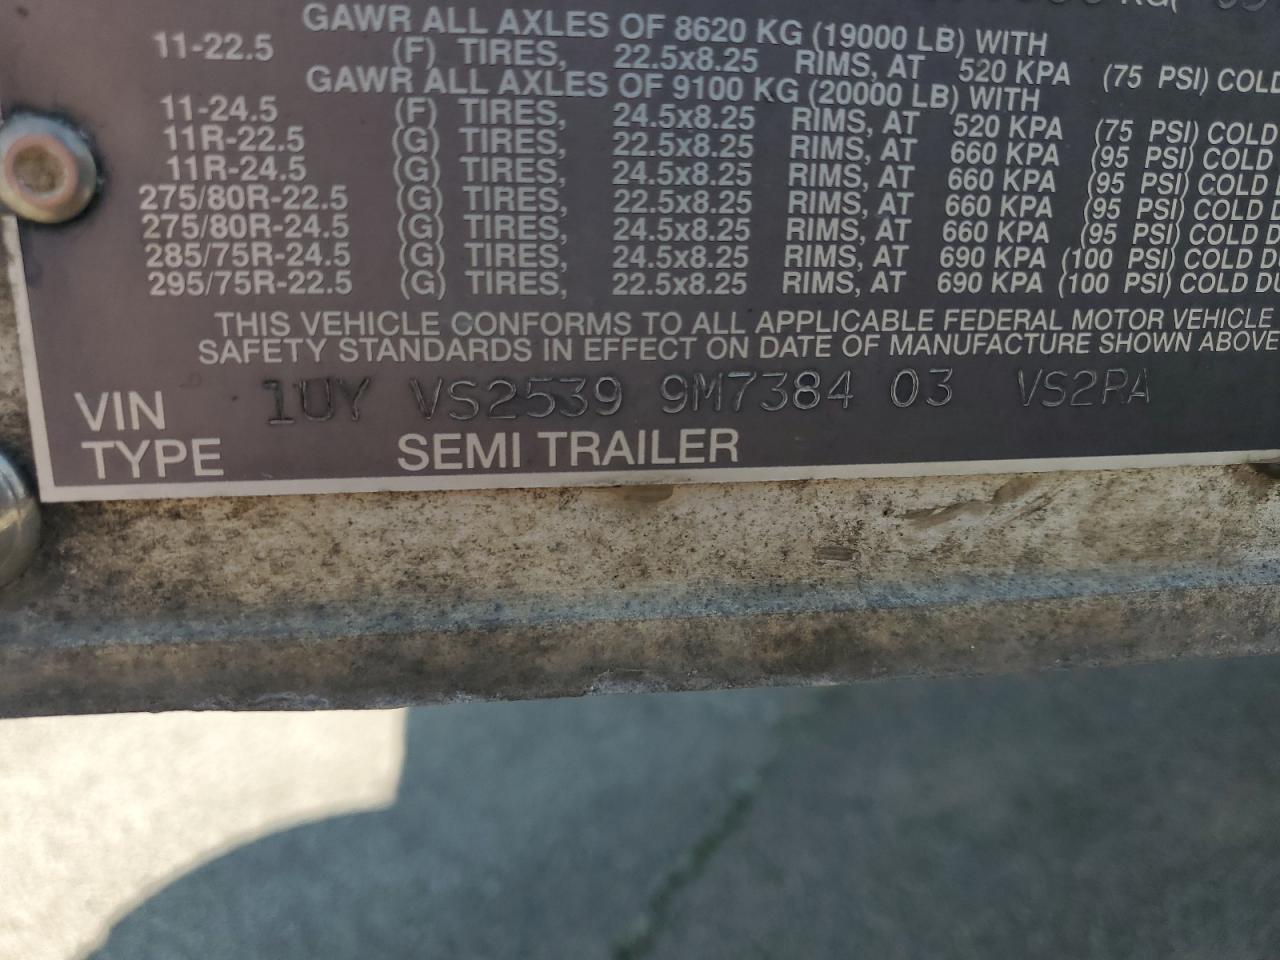 GAWR ALL AXLES OF 8620 KG (19000 LB) WITH
11-22.5 (F) TIRES, 22.5x8.25 RIMS, AT 520 KPA (75 PSI) COLD
GAWR ALL AXLES OF 9100 KG (20000 LB) WITH
11-24.5 (F) TIRES, 24.5x8.25 RIMS, AT 520 KPA (75 PSI) COLD
11R-22.5 (G) TIRES, 22.5x8.25 RIMS, AT 660 KPA (95 PSI) COLD
11R-24.5 (G) TIRES, 24.5x8.25 RIMS, AT 660 KPA (95 PSI) COLD
275/80R-22.5 (G) TIRES, 22.5x8.25 RIMS, AT 660 KPA (95 PSI) COLD
275/80R-24.5 (G) TIRES, 24.5x8.25 RIMS, AT 660 KPA (95 PSI) COLD D
285/75R-24.5 (G) TIRES, 24.5x8.25 RIMS, AT 690 KPA (100 PSI) COLD DU
295/75R-22.5 (G) TIRES, 22.5x8.25 RIMS, AT 690 KPA (100 PSI) COLD DU
THIS VEHICLE CONFORMS TO ALL APPLICABLE FEDERAL MOTOR VEHICLE
SAFETY STANDARDS IN EFFECT ON DATE OF MANUFACTURE SHOWN ABOVE
VIN 1UY VS2539 9M7384 03 VS2RA
TYPE SEMI TRAILER